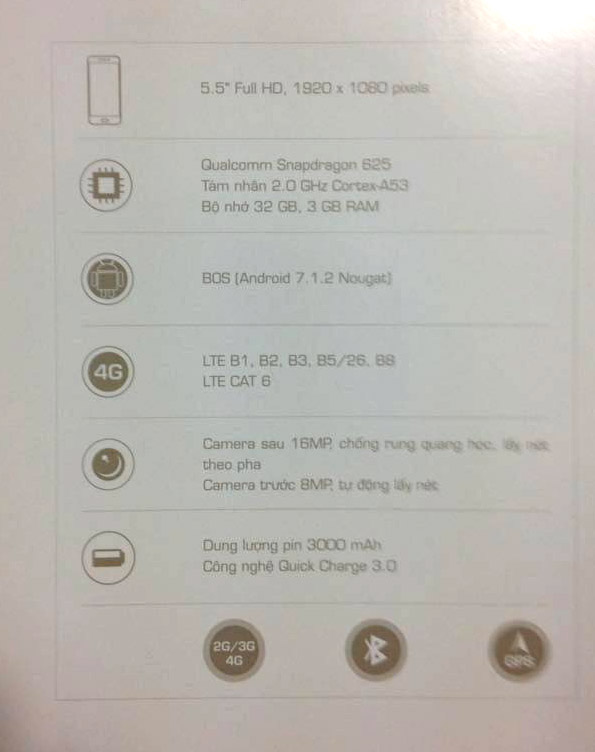 5.5" Full HD, 1920 x 1080 pixels
Qualcomm Snapdragon 625
Tám nhân 2.0 GHz Cortex-A53
Bộ nhớ 32 GB, 3 GB RAM
BOS (Android 7.1.2 Nougat)
4G
LTE B1, B2, B3, B5/26, B8
LTE CAT 6
Camera sau 16MP, chống rung quang học, lấy nét
theo pha
Camera trước 8MP, tự động lấy nét
Dung lượng pin 3000 mAh
Công nghệ Quick Charge 3.0
2G/3G
4G
GPS